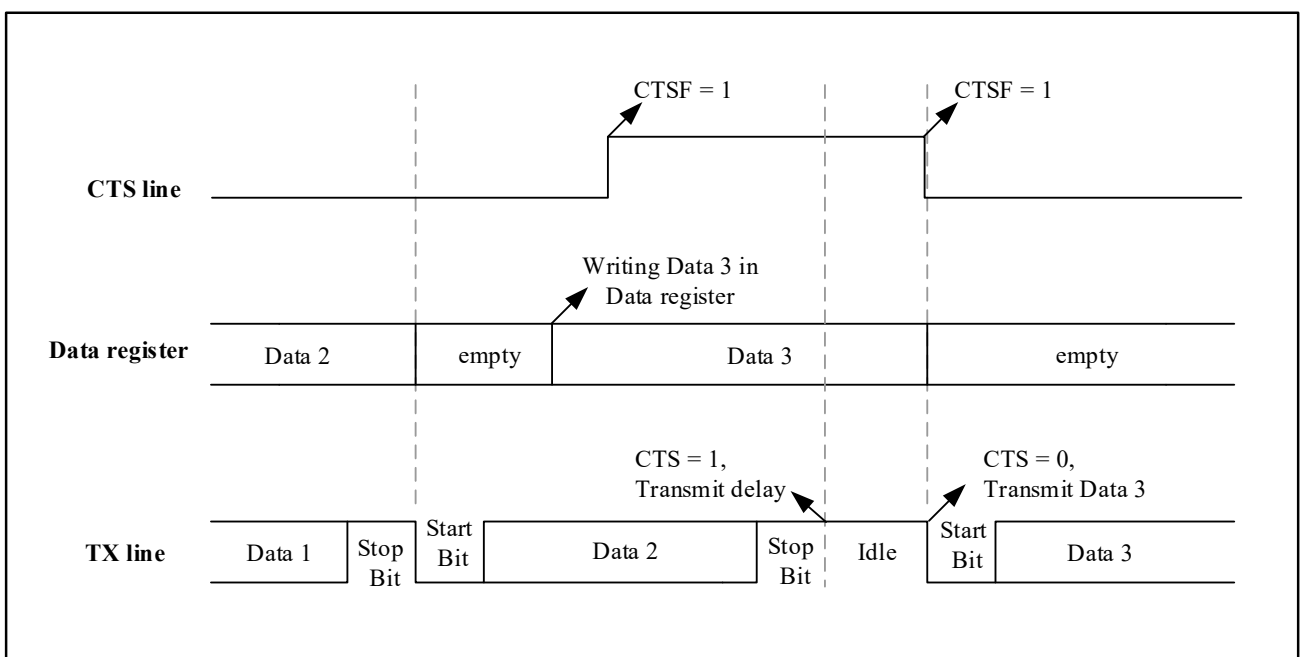 CTSF = 1
CTSF = 1
CTS line
Writing Data 3 in
Data register
Data register
Data 2
empty
Data 3
empty
CTS = 1,
Transmit delay
CTS = 0,
Transmit Data 3
TX line
Data 1
Stop
Bit
Start
Bit
Data 2
Stop
Bit
Idle
Start
Bit
Data 3